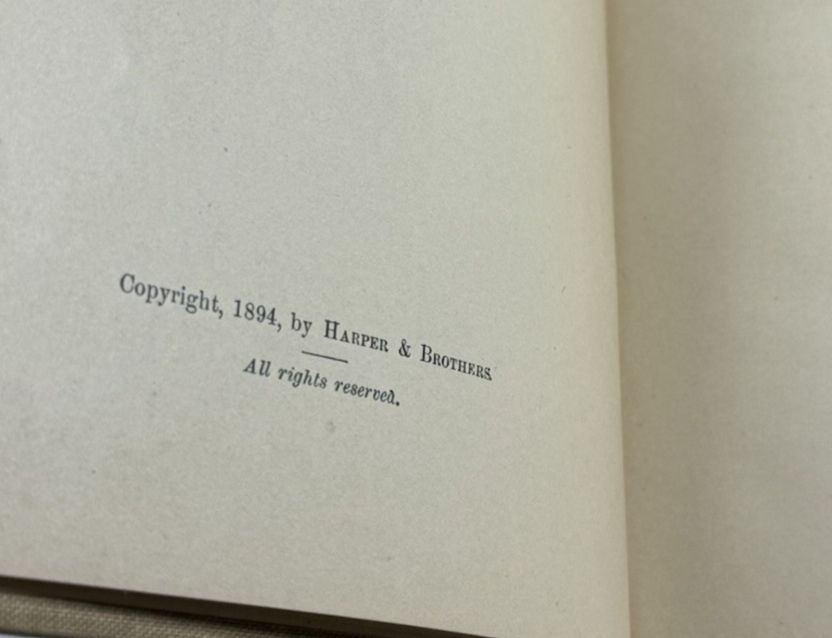 Copyright, 1894, by HARPER & BROTHERS
All rights reserved.